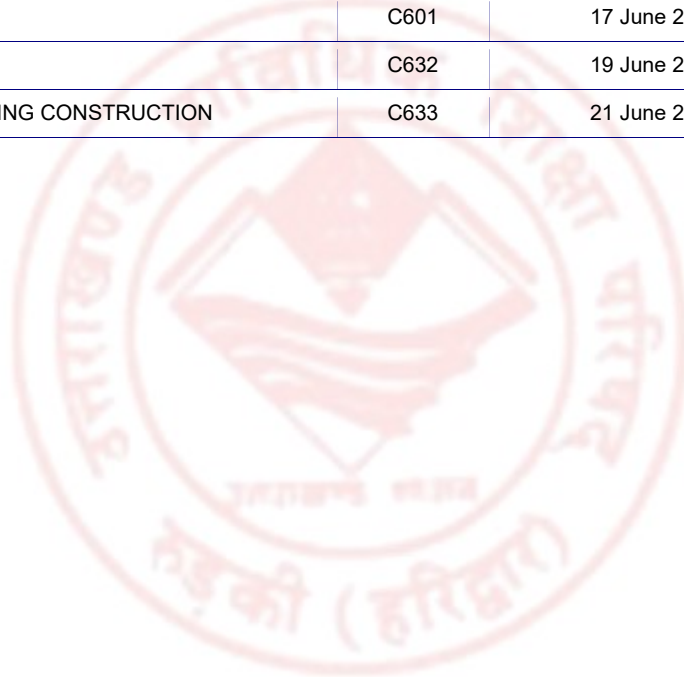 C601 17 June 2
C632 19 June 2
ING CONSTRUCTION C633 21 June 2
उत्तराखण्ड प्राविधिक शिक्षा परिषद्
रुड़की (हरिद्वार)